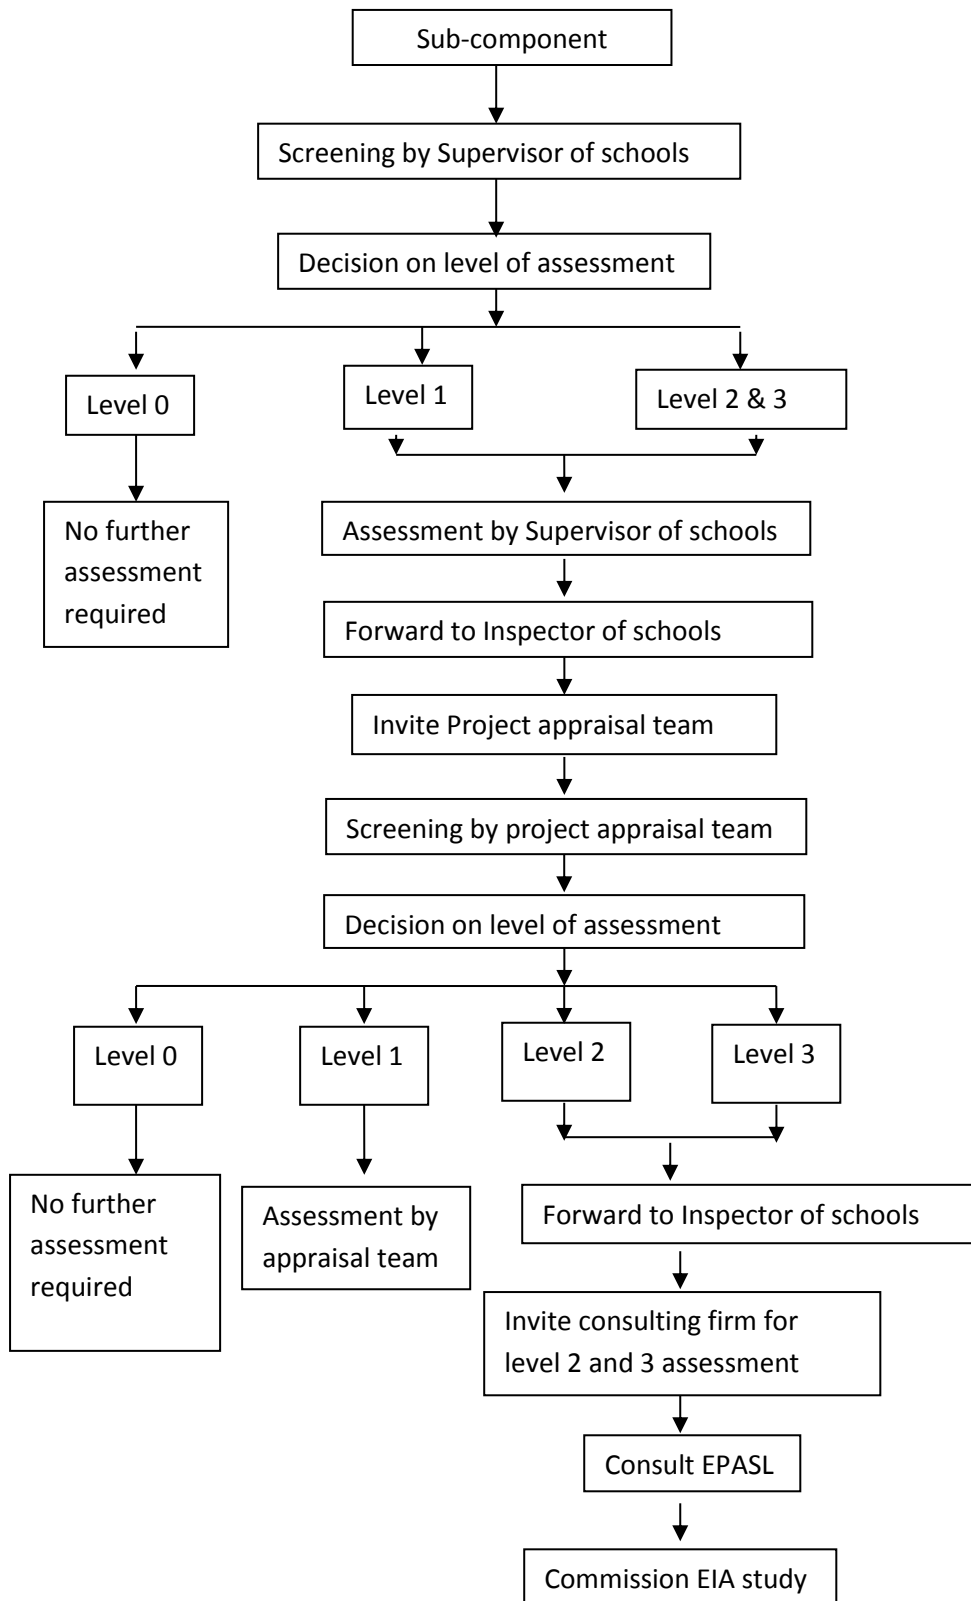 Sub-component
Screening by Supervisor of schools
Decision on level of assessment
Level 0
Level 1
Level 2 & 3
No further
assessment
required
Assessment by Supervisor of schools
Forward to Inspector of schools
Invite Project appraisal team
Screening by project appraisal team
Decision on level of assessment
Level 0
Level 1
Level 2
Level 3
No further
assessment
required
Assessment by
appraisal team
Forward to Inspector of schools
Invite consulting firm for
level 2 and 3 assessment
Consult EPASL
Commission EIA study